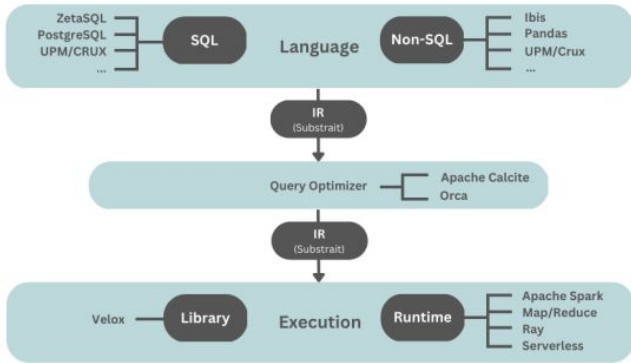 ZetaSQL
PostgreSQL
UPM/CRUX
...
SQL
Language
Non-SQL
Ibis
Pandas
UPM/Crux
...
IR
(Substrait)
Query Optimizer
Apache Calcite
Orca
IR
(Substrait)
Velox
Library
Execution
Runtime
Apache Spark
Map/Reduce
Ray
Serverless